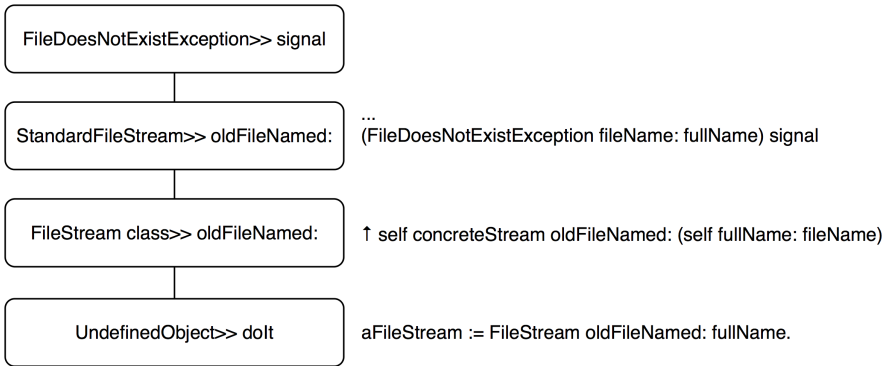 FileDoesNotExistException>> signal
StandardFileStream>> oldFileNamed:
...
(FileDoesNotExistException fileName: fullName) signal
FileStream class>> oldFileNamed:
↑ self concreteStream oldFileNamed: (self fullName: fileName)
UndefinedObject>> doIt
aFileStream := FileStream oldFileNamed: fullName.